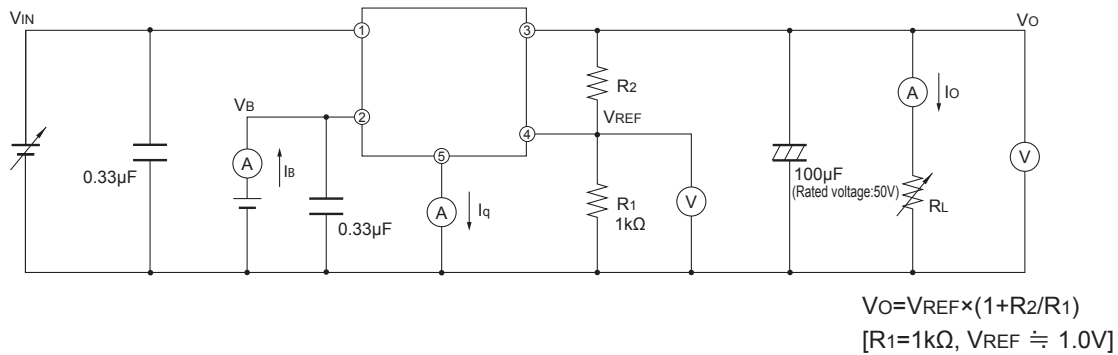 VIN
1
3
VO
R2
A
IO
VB
VREF
2
4
5
A
IB
0.33μF
100μF
(Rated voltage:50V)
V
A
Iq
R1
1kΩ
V
RL
0.33μF
VO=VREF×(1+R2/R1)
[R1=1kΩ, VREF ≒ 1.0V]